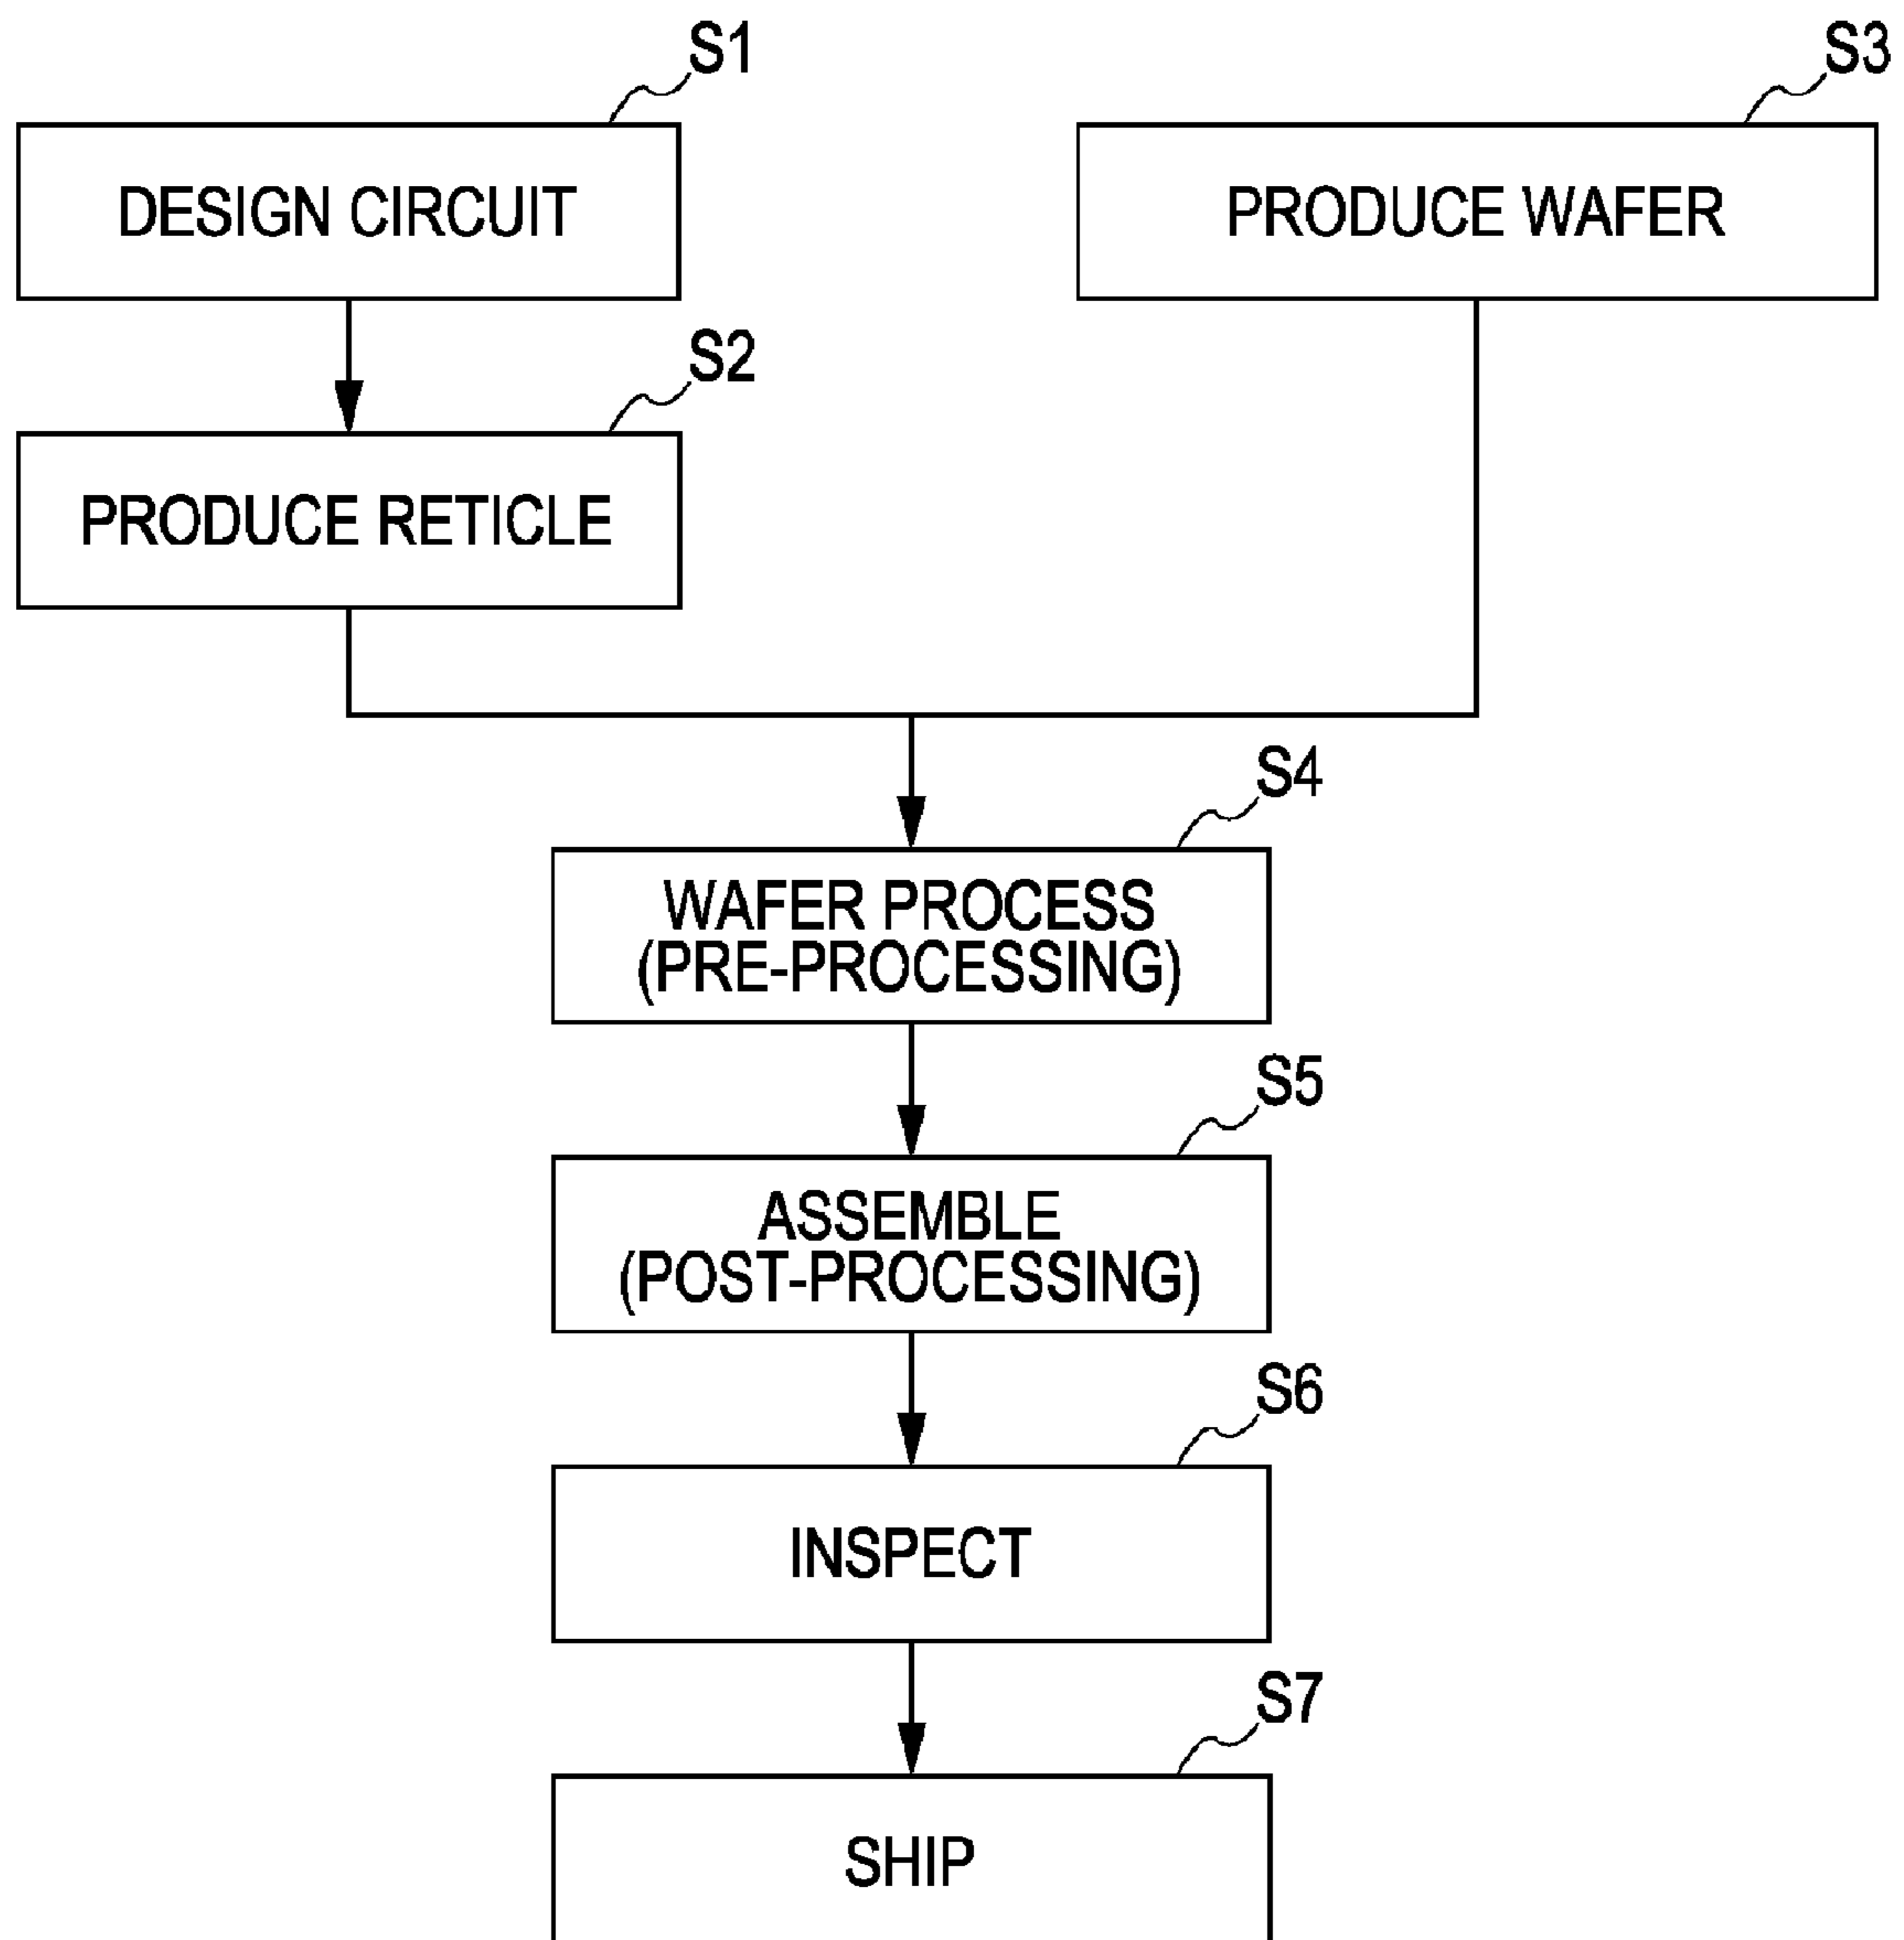 S1
DESIGN CIRCUIT
S3
PRODUCE WAFER
S2
PRODUCE RETICLE
S4
WAFER PROCESS
(PRE-PROCESSING)
S5
ASSEMBLE
(POST-PROCESSING)
S6
INSPECT
S7
SHIP